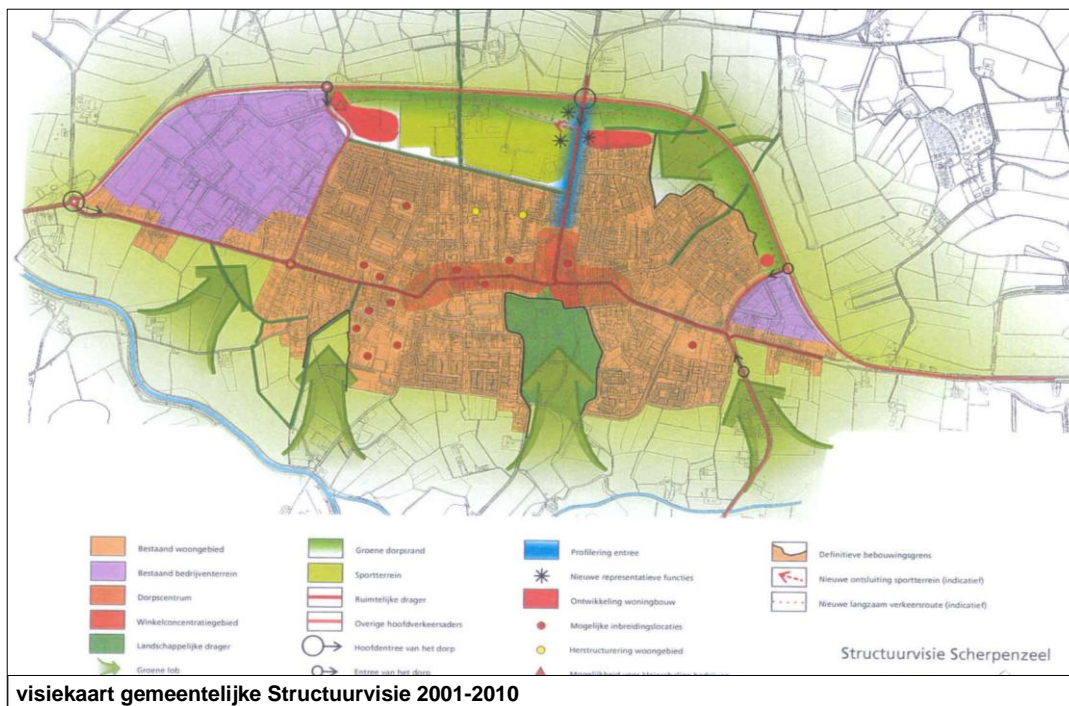 Bestaand woongebied
Bestaand bedrijventerrein
Dorpscentrum
Winkelconcentratiegebied
Landschappelijke drager
Groene lob
Groene dorpsrand
Sportterrein
Ruimtelijke drager
Overige hoofdverkeersaders
Hoofdentree van het dorp
Entree van het dorp
Profilering entree
Nieuwe representatieve functies
Ontwikkeling woningbouw
Mogelijke inbreidingslocaties
Herstructurering woongebied
Definitieve bebouwingsgrens
Nieuwe ontsluiting sportterrein (indicatief)
Nieuwe langzaam verkeersroute (indicatief)
Structuurvisie Scherpenzeel
visiekaart gemeentelijke Structuurvisie 2001-2010